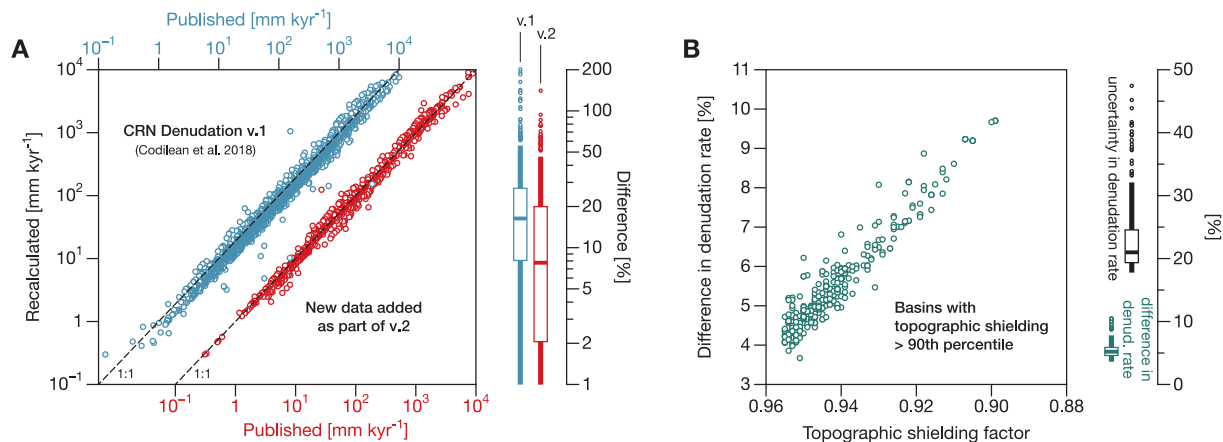 A
Published [mm kyr⁻¹]
10⁻¹ 1 10 10² 10³ 10⁴
Recalculated [mm kyr⁻¹]
10⁴
10³
10²
10
1
10⁻¹
CRN Denudation v.1
(Codilean et al. 2018)
New data added
as part of v.2
1:1
1:1
10⁻¹ 1 10¹ 10² 10³ 10⁴
Published [mm kyr⁻¹]
v.1
v.2
200
100
50
20
10
5
2
1
Difference [%]
B
Difference in denudation rate [%]
11
10
9
8
7
6
5
4
3
Basins with
topographic shielding
> 90th percentile
0.96 0.94 0.92 0.90 0.88
Topographic shielding factor
uncertainty in denudation rate
difference in
denud. rate
50
40
30
20
10
0
[%]